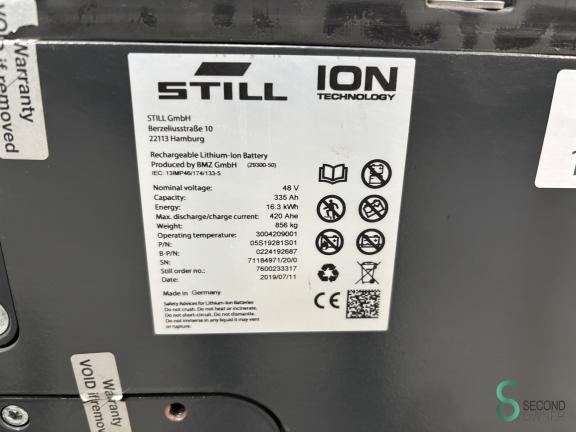 Warranty
VOID if removed
STILL
ION
TECHNOLOGY
STILL GmbH
Berzeliusstraße 10
22113 Hamburg
Rechargeable Lithium-Ion Battery
Produced by BMZ GmbH (29300-50)
IEC: 13IMP46/174/133-5
Nominal voltage: 48 V
Capacity: 335 Ah
Energy: 16.3 kWh
Max. discharge/charge current: 420 Ahe
Weight: 856 kg
Operating temperature: 3004209001
P/N: 05S19281S01
B-P/N: 0224192687
SN: 71184971/20/0
Still order no.: 7600233317
Date: 2019/07/11
Made in Germany
Safety Advices for Lithium-Ion Batteries
Do not crush. Do not heat or incinerate.
Do not short-circuit. Do not dismantle.
Do not immerse in any liquid it may vent
or rupture.
CE
Warranty
VOID if removed
1
SECOND
OWNER